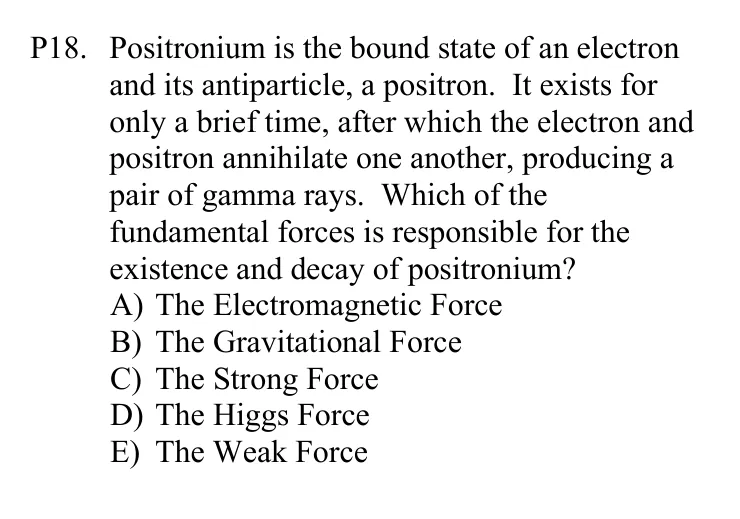 P18. Positronium is the bound state of an electron
and its antiparticle, a positron. It exists for
only a brief time, after which the electron and
positron annihilate one another, producing a
pair of gamma rays. Which of the
fundamental forces is responsible for the
existence and decay of positronium?
A) The Electromagnetic Force
B) The Gravitational Force
C) The Strong Force
D) The Higgs Force
E) The Weak Force